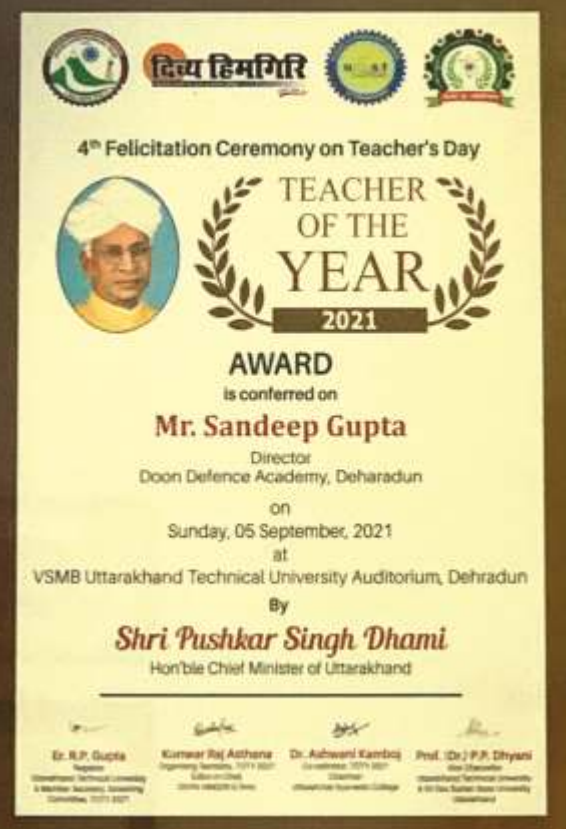 दिव्य हिमगिरि
4th Felicitation Ceremony on Teacher's Day
TEACHER
OF THE
YEAR
2021
AWARD
is conferred on
Mr. Sandeep Gupta
Director
Doon Defence Academy, Deharadun
on
Sunday, 05 September, 2021
at
VSMB Uttarakhand Technical University Auditorium, Dehradun
By
Shri Pushkar Singh Dhami
Hon'ble Chief Minister of Uttarakhand
Er. R.P. Gupta
Kunwar Raj Asthana
Dr. Ashwani Kamboj
Prof. (Dr.) P.P. Dhyani